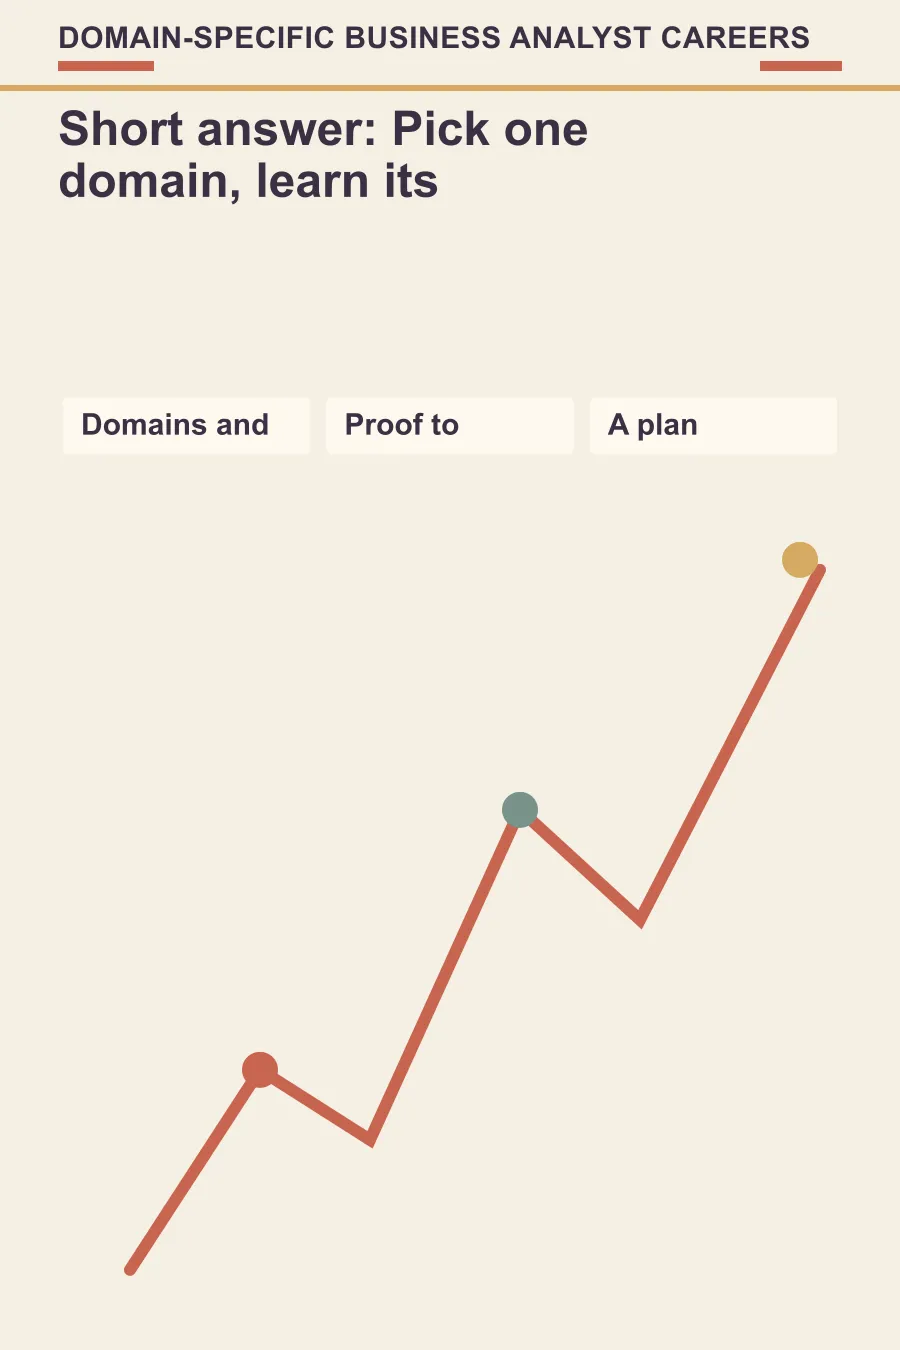 DOMAIN-SPECIFIC BUSINESS ANALYST CAREERS
Short answer: Pick one
domain, learn its
Domains and
Proof to
A plan